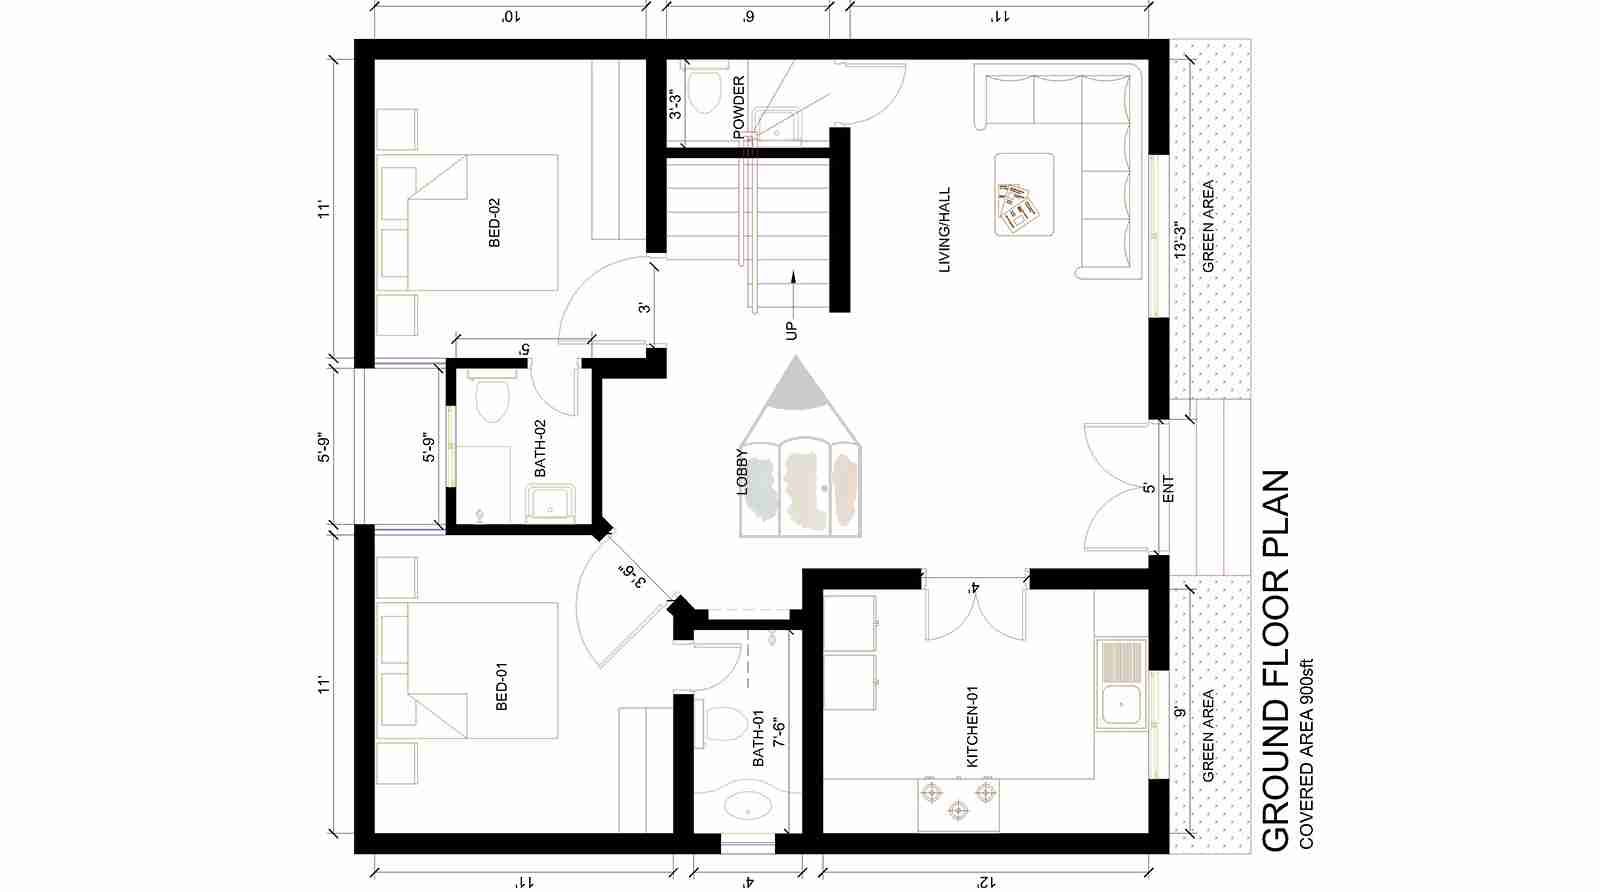 10'
6'
11'
3'-3"
POWDER
11'
BED-02
3'
5'
UP
LIVING/HALL
13'-3"
GREEN AREA
5'-9"
5'-9"
BATH-02
LOBBY
5'
ENT
3'-6"
4'
11'
BED-01
BATH-01
7'-6"
KITCHEN-01
9'
GREEN AREA
11'
4'
12'
GROUND FLOOR PLAN
COVERED AREA 900sft